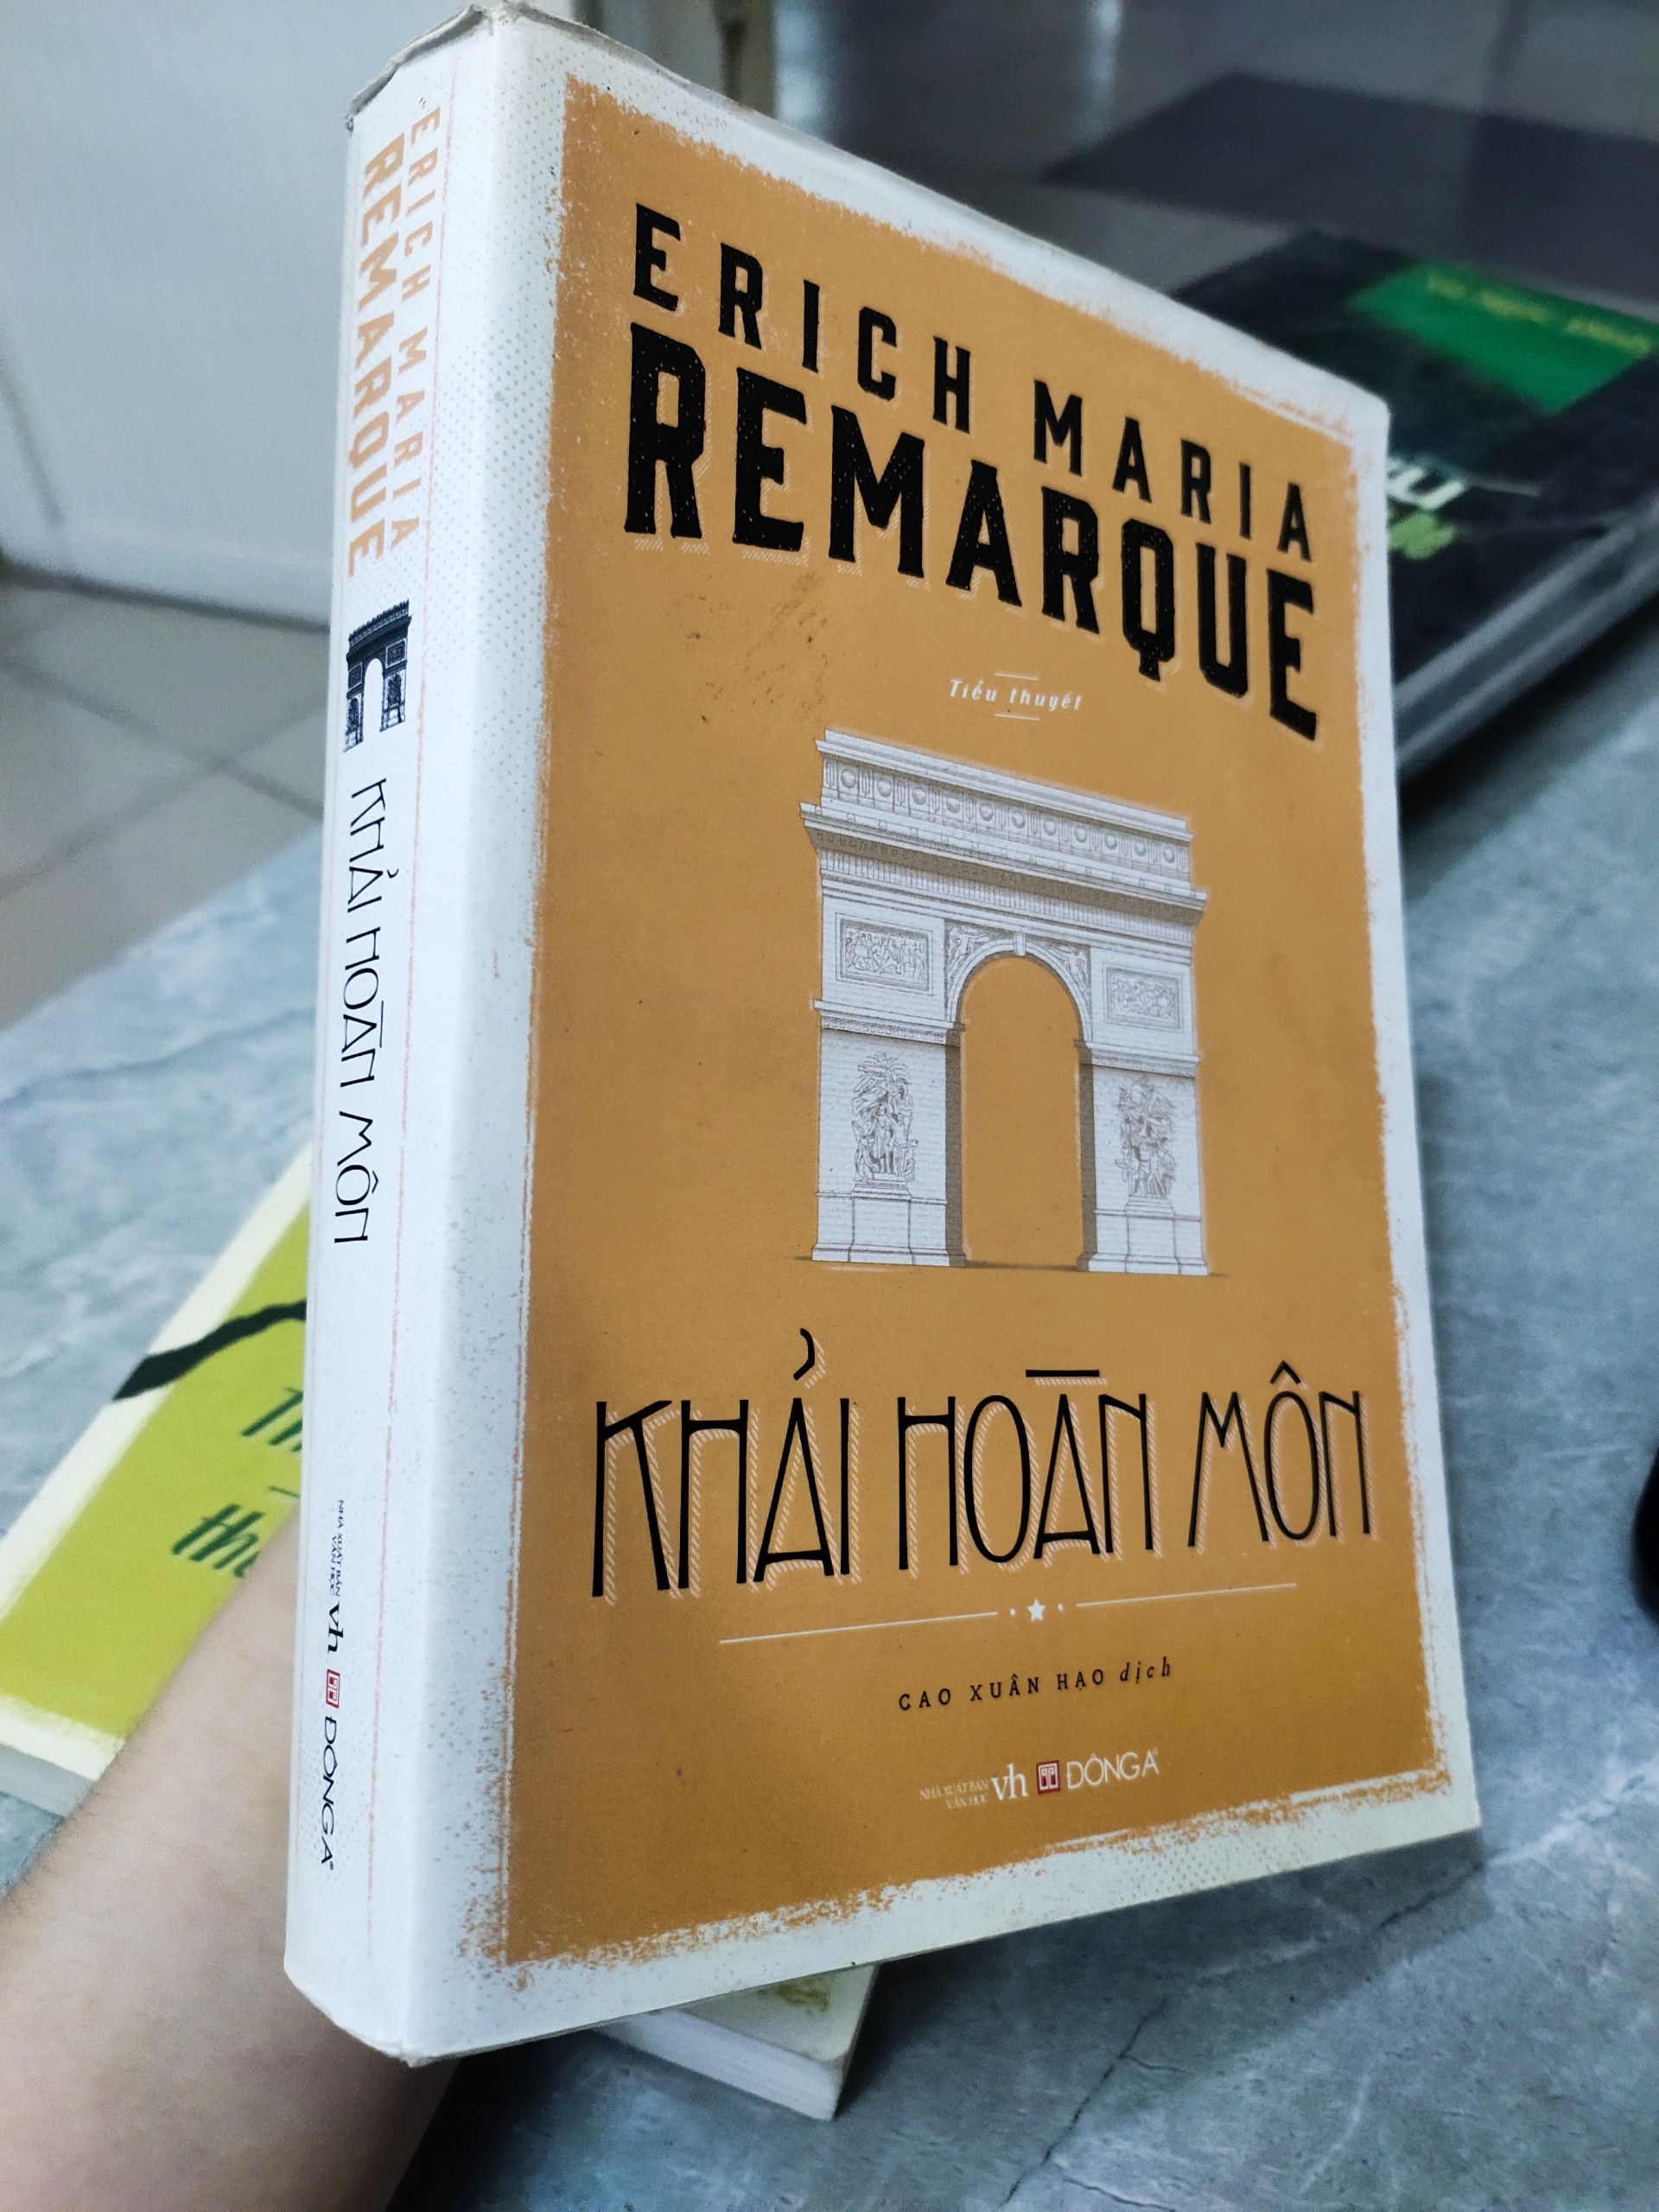 ERICH MARIA
REMARQUE
KHẢI HOÀN MÔN
NHÀ XUẤT BẢN
VĂN HỌC
vh
ĐÔNG A
ERICH MARIA
REMARQUE
Tiểu thuyết
KHẢI HOÀN MÔN
CAO XUÂN HẠO dịch
NHÀ XUẤT BẢN
VĂN HỌC
vh
ĐÔNG A